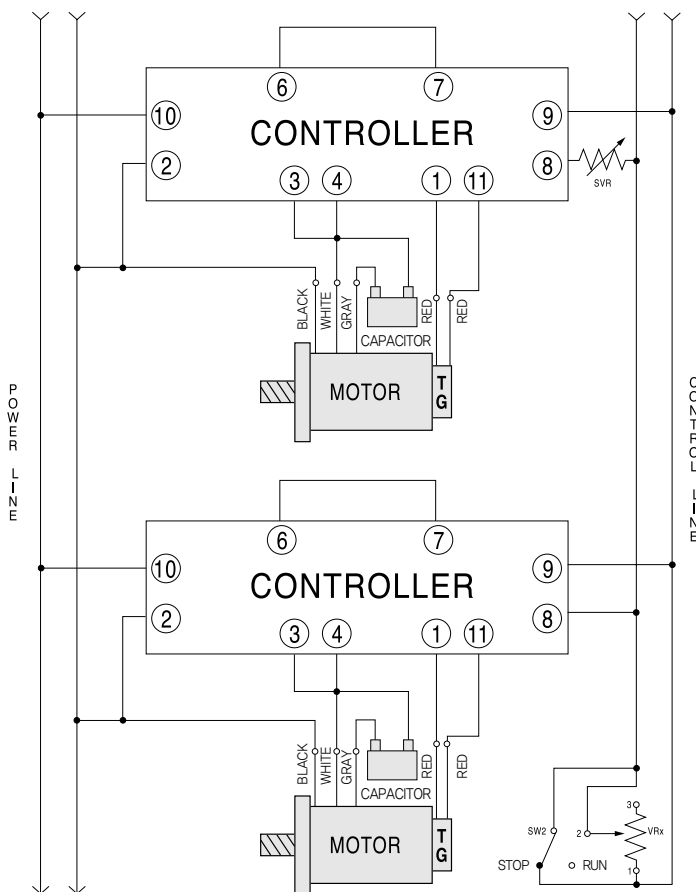 6 7
10 CONTROLLER 9
2 3 4 1 11 8
SVR
BLACK
WHITE
GRAY
CAPACITOR
RED
RED
MOTOR
TG
POWER LINE
CONTROL LINE
6 7
10 CONTROLLER 9
2 3 4 1 11 8
BLACK
WHITE
GRAY
CAPACITOR
RED
RED
MOTOR
TG
3
SW2 2 VRx
STOP RUN 1